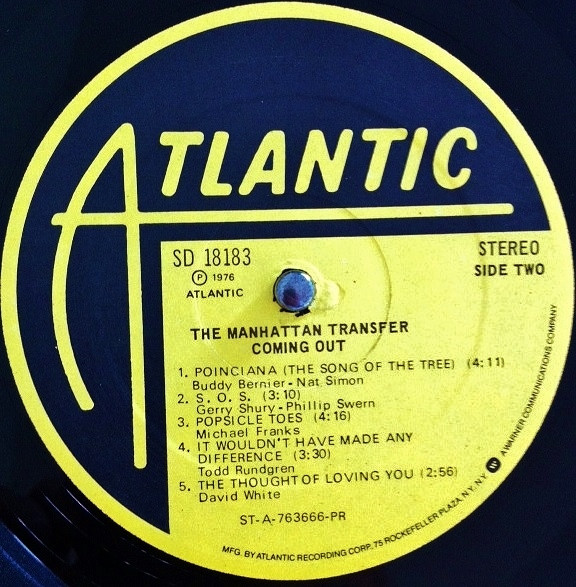 ATLANTIC
SD 18183
STEREO
Ⓟ 1976
SIDE TWO
ATLANTIC
THE MANHATTAN TRANSFER
COMING OUT
1. POINCIANA (THE SONG OF THE TREE) (4:11)
Buddy Bernier - Nat Simon
2. S. O. S. (3:10)
Gerry Shury - Phillip Swern
3. POPSICLE TOES (4:16)
Michael Franks
4. IT WOULDN'T HAVE MADE ANY
DIFFERENCE (3:30)
Todd Rundgren
5. THE THOUGHT OF LOVING YOU (2:56)
David White
ST-A-763666-PR
MFG. BY ATLANTIC RECORDING CORP., 75 ROCKEFELLER PLAZA, N.Y., N.Y. A WARNER COMMUNICATIONS COMPANY